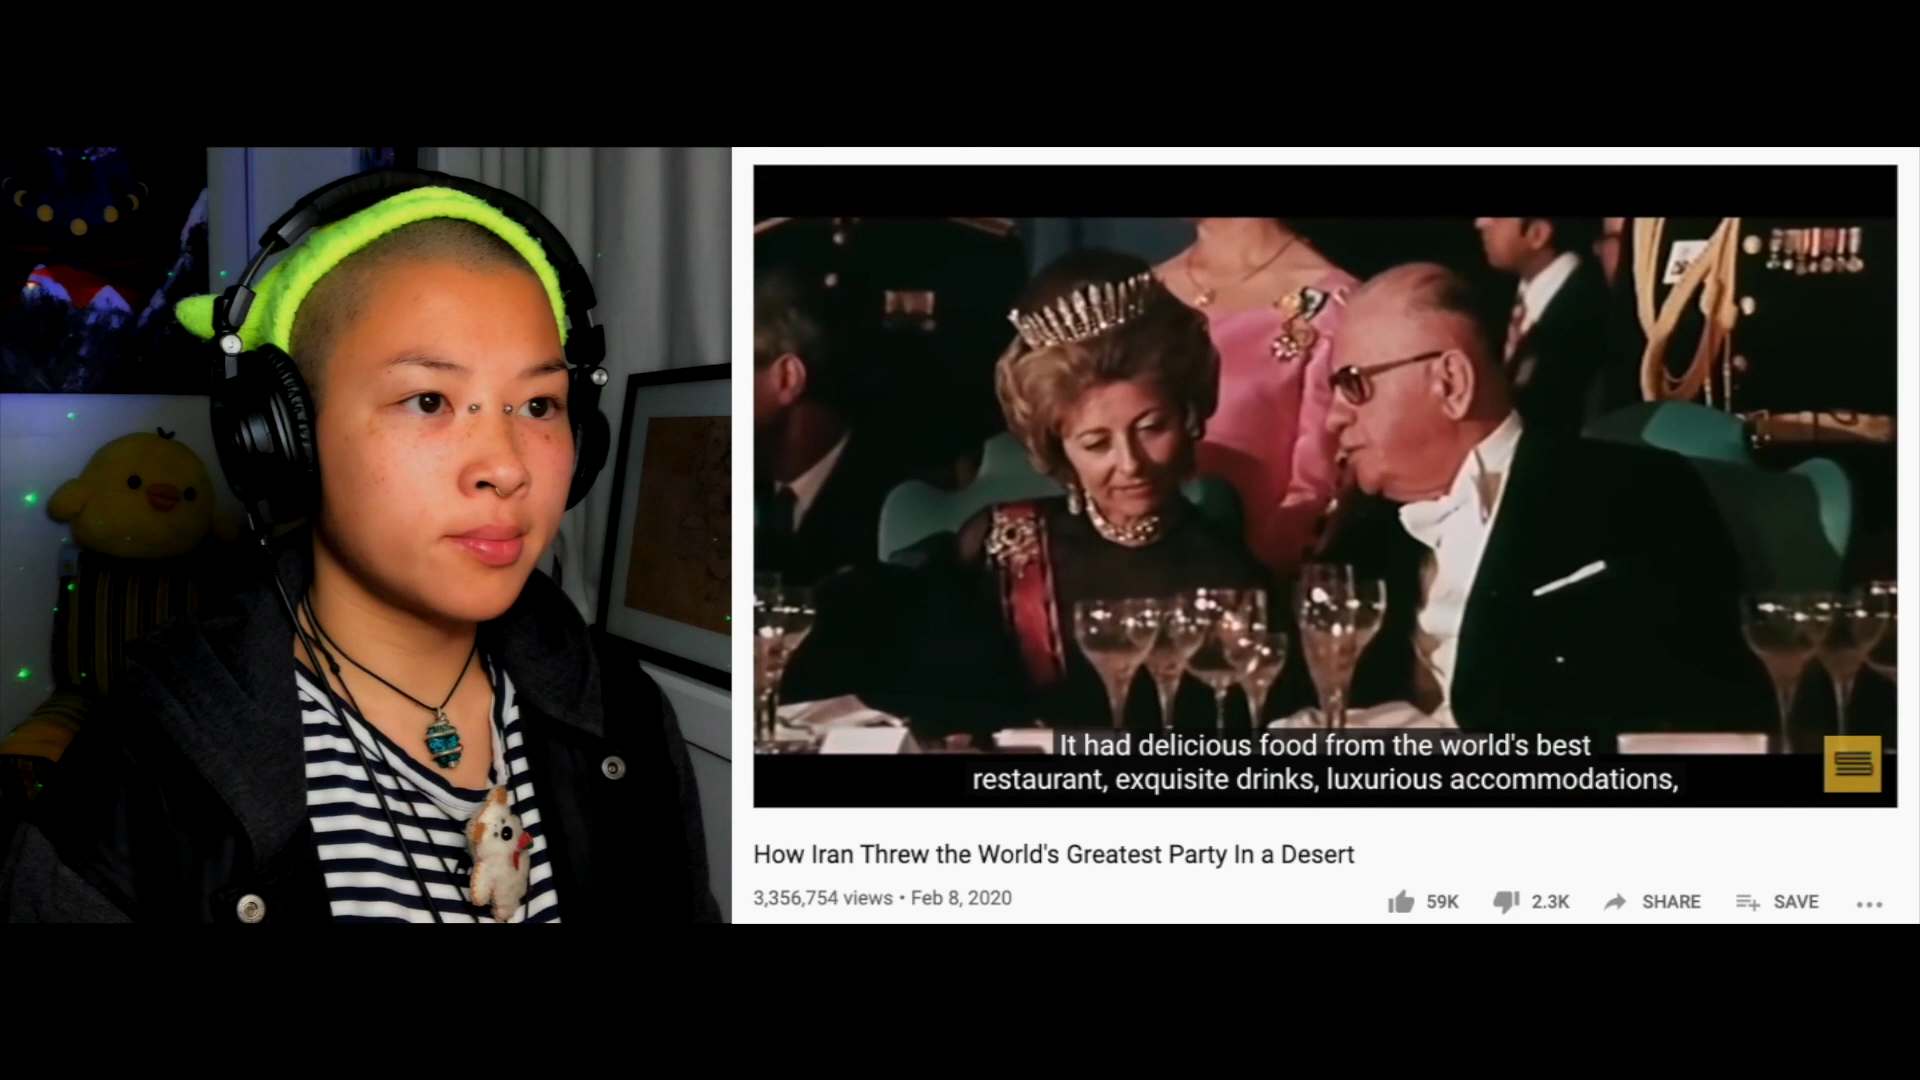 It had delicious food from the world's best
restaurant, exquisite drinks, luxurious accommodations,
How Iran Threw the World's Greatest Party In a Desert
3,356,754 views • Feb 8, 2020
59K 2.3K SHARE SAVE